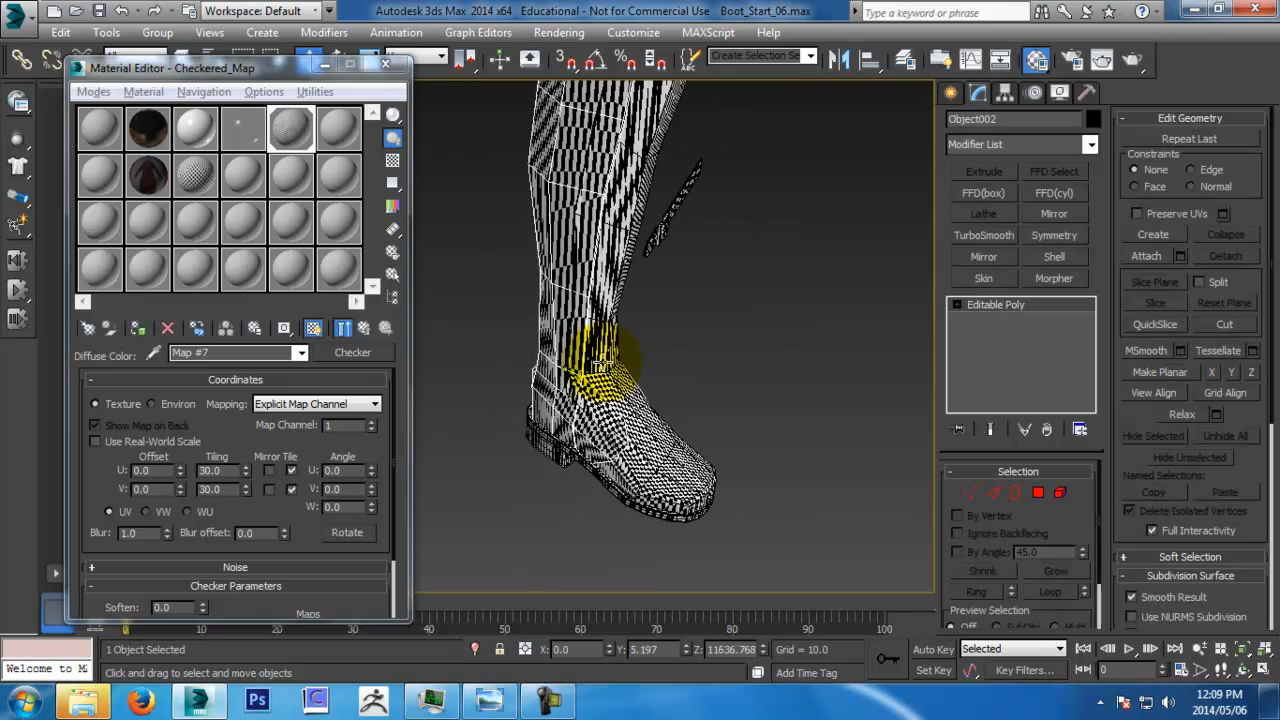 Workspace: Default
Autodesk 3ds Max 2014 x64
Educational - Not for Commercial Use
Boot_Start_06.max
Type a keyword or phrase
Edit
Tools
Group
Views
Create
Modifiers
Animation
Graph Editors
Rendering
Customize
MAXScript
Help
Create Selection Se
Material Editor - Checkered_Map
Modes
Material
Navigation
Options
Utilities
Diffuse Color:
Map #7
Checker
Coordinates
Texture
Environ
Mapping:
Explicit Map Channel
Show Map on Back
Map Channel:
1
Use Real-World Scale
Offset
Tiling
Mirror Tile
Angle
U:
0.0
30.0
U:
0.0
V:
0.0
30.0
V:
0.0
W:
0.0
UV
VW
WU
Blur:
1.0
Blur offset:
0.0
Rotate
Noise
Checker Parameters
Soften:
0.0
Maps
Object002
Modifier List
Extrude
FFD Select
FFD(box)
FFD(cyl)
Lathe
Mirror
TurboSmooth
Symmetry
Mirror
Shell
Skin
Morpher
Editable Poly
Selection
By Vertex
Ignore Backfacing
By Angle:
45.0
Shrink
Grow
Ring
Loop
Preview Selection
Off
SubObj
Multi
Edit Geometry
Repeat Last
Constraints
None
Edge
Face
Normal
Preserve UVs
Create
Collapse
Attach
Detach
Slice Plane
Split
Slice
Reset Plane
QuickSlice
Cut
MSmooth
Tessellate
Make Planar
X
Y
Z
View Align
Grid Align
Relax
Hide Selected
Unhide All
Hide Unselected
Named Selections:
Copy
Paste
Delete Isolated Vertices
Full Interactivity
Soft Selection
Subdivision Surface
Smooth Result
Use NURMS Subdivision
0
10
20
30
40
50
60
70
80
90
100
1 Object Selected
X:
0.0
Y:
5.197
Z:
11636.768
Grid = 10.0
Auto Key
Selected
Welcome to M
Click and drag to select and move objects
Add Time Tag
Set Key
Key Filters...
0
Ps
12:09 PM
2014/05/06